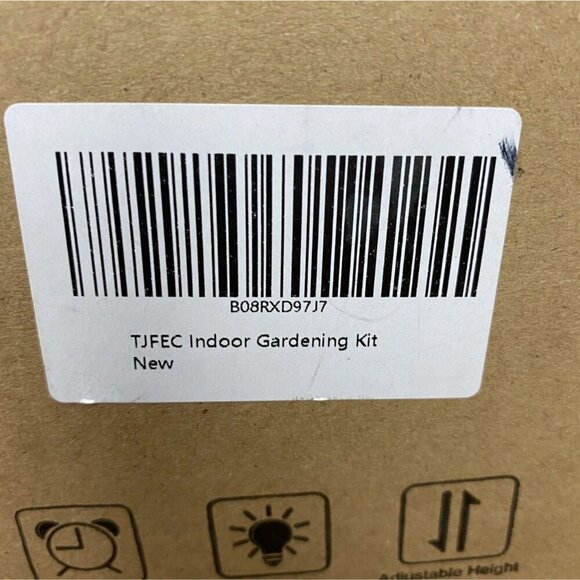 B08RXD97J7
TJFEC Indoor Gardening Kit
New
Adjustable Height